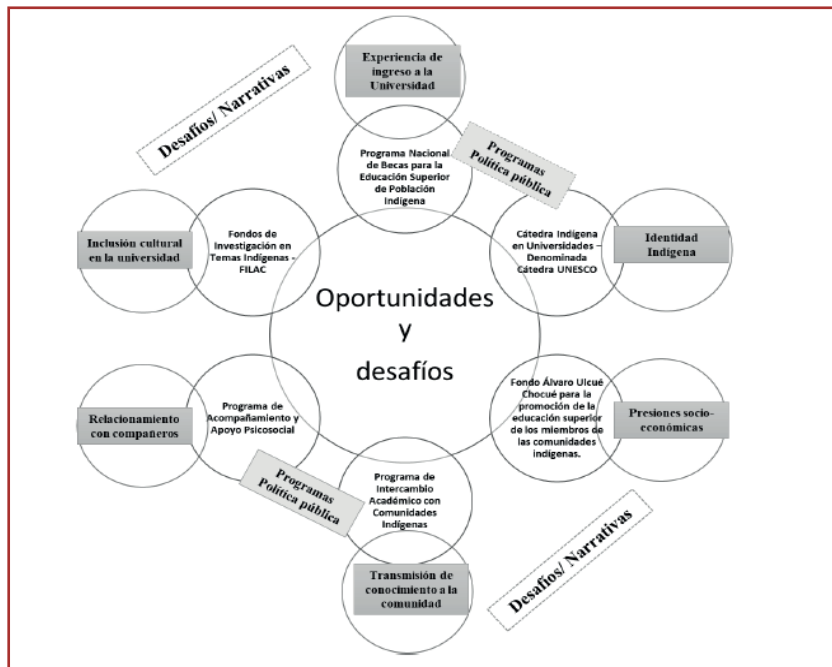 Experiencia de
ingreso a la
Universidad
Desafíos/ Narrativas
Programa Nacional
de Becas para la
Educación Superior
de Población
Indígena
Programas
Política pública
Inclusión cultural
en la universidad
Fondos de
Investigación en
Temas Indígenas -
FILAC
Cátedra Indígena
en Universidades –
Denominada
Cátedra UNESCO
Identidad
Indígena
Oportunidades
y
desafíos
Relacionamiento
con compañeros
Programa de
Acompañamiento y
Apoyo Psicosocial
Fondo Álvaro Ulcué
Chocué para la
promoción de la
educación superior
de los miembros de
las comunidades
indígenas.
Presiones socio-
económicas
Programas
Política pública
Programa de
Intercambio
Académico con
Comunidades
Indígenas
Transmisión de
conocimiento a la
comunidad
Desafíos/ Narrativas